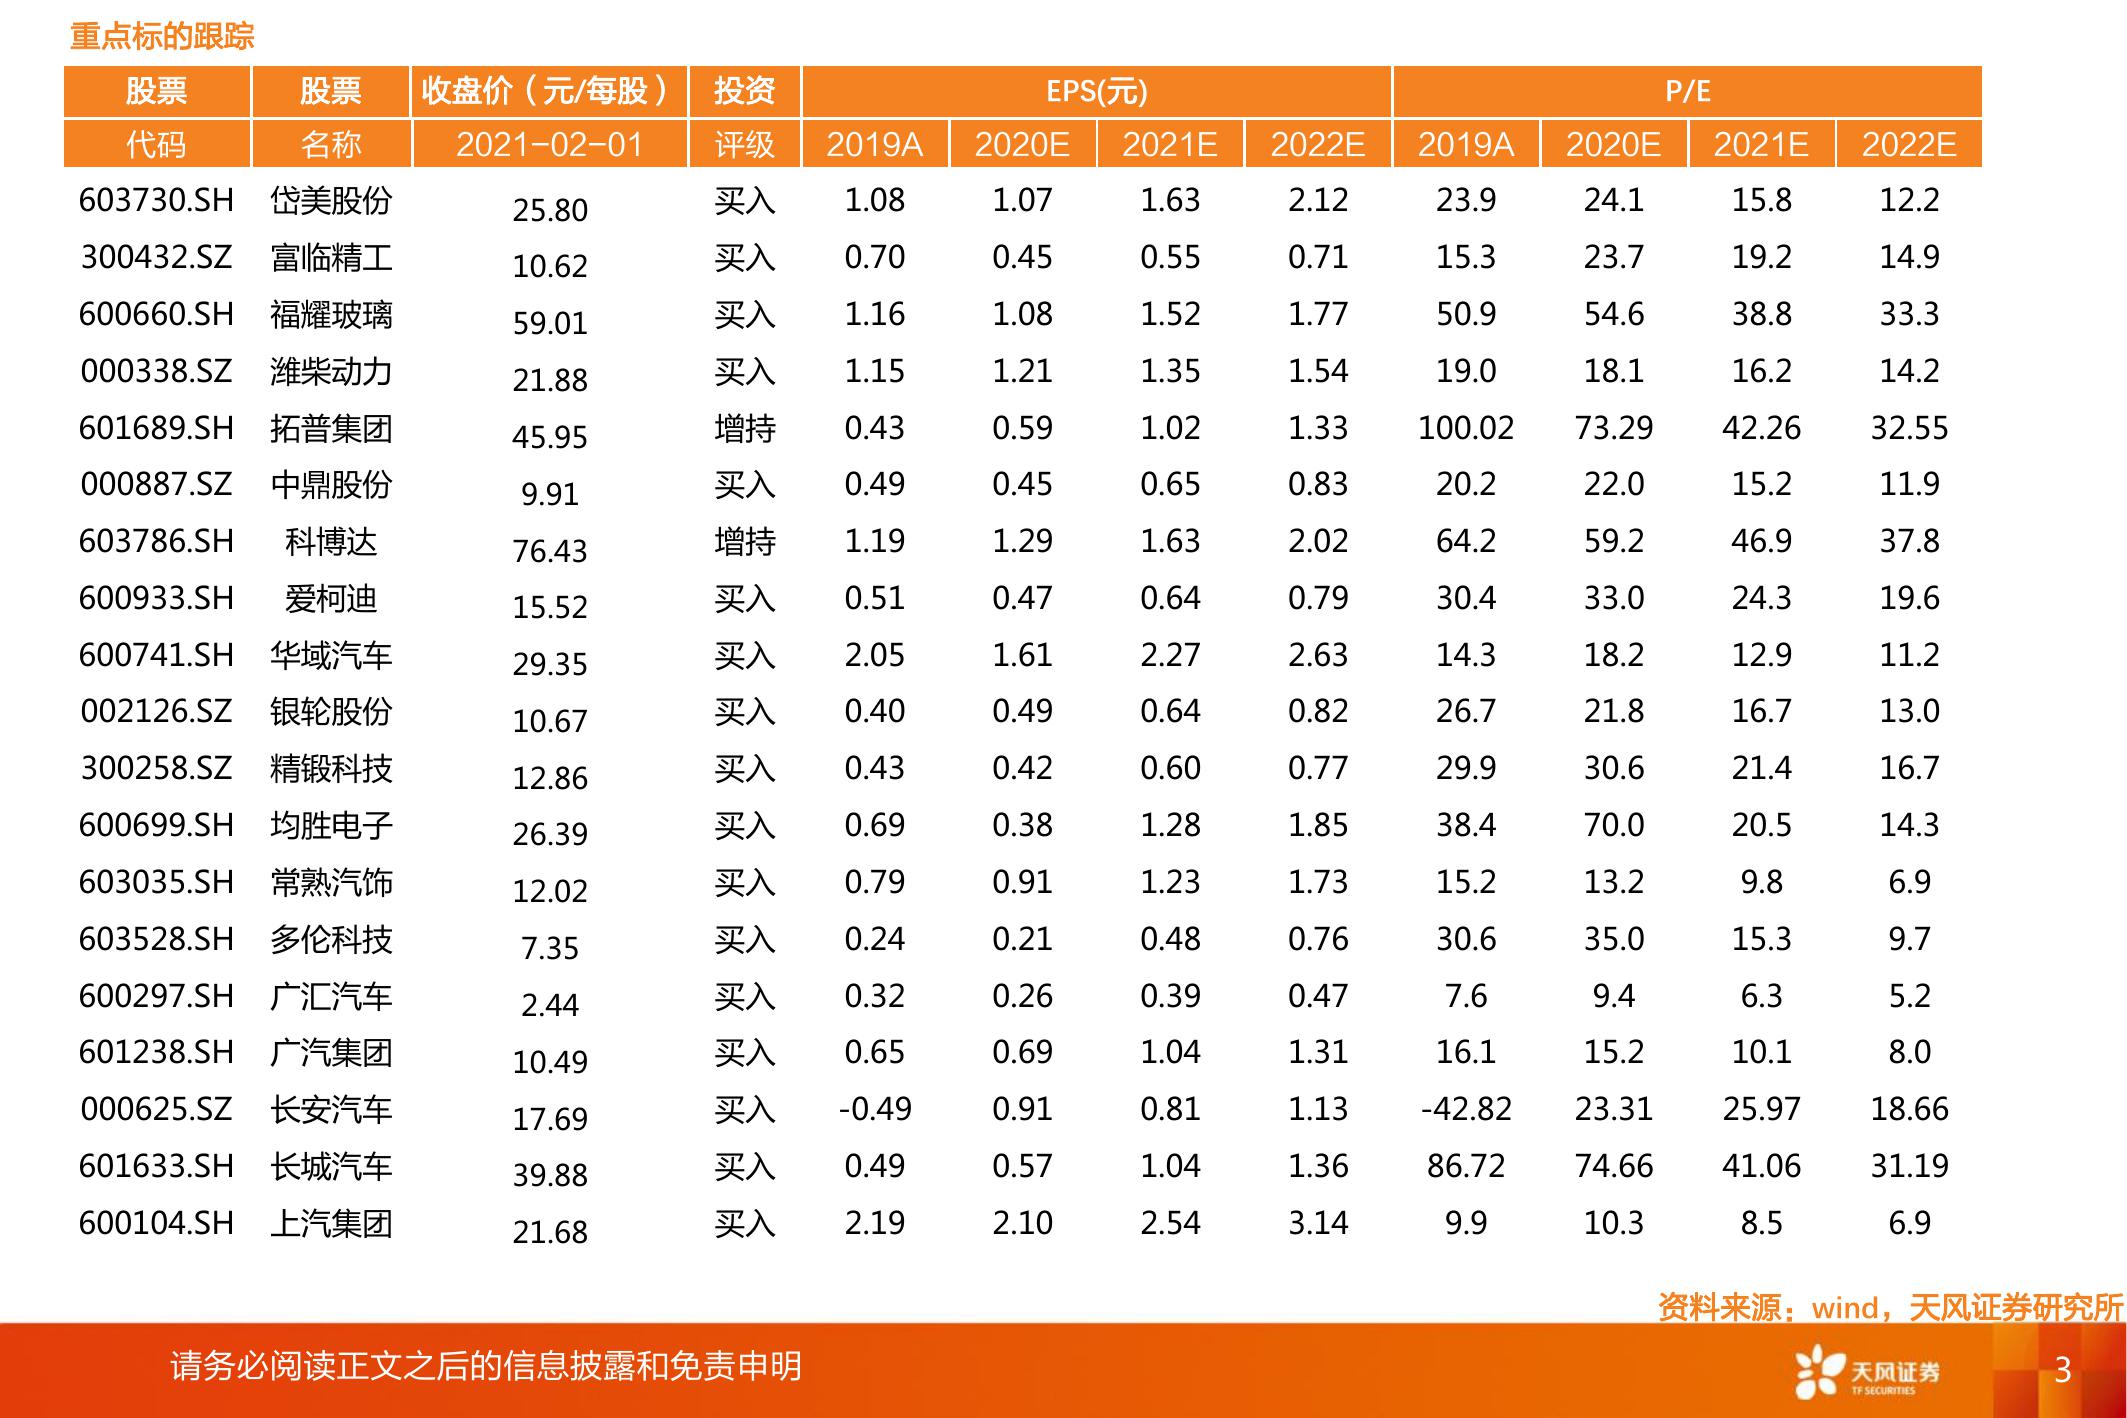 重点标的跟踪
股票 股票 收盘价（元/每股） 投资 EPS(元) P/E
代码 名称 2021-02-01 评级 2019A 2020E 2021E 2022E 2019A 2020E 2021E 2022E
603730.SH 岱美股份 25.80 买入 1.08 1.07 1.63 2.12 23.9 24.1 15.8 12.2
300432.SZ 富临精工 10.62 买入 0.70 0.45 0.55 0.71 15.3 23.7 19.2 14.9
600660.SH 福耀玻璃 59.01 买入 1.16 1.08 1.52 1.77 50.9 54.6 38.8 33.3
000338.SZ 潍柴动力 21.88 买入 1.15 1.21 1.35 1.54 19.0 18.1 16.2 14.2
601689.SH 拓普集团 45.95 增持 0.43 0.59 1.02 1.33 100.02 73.29 42.26 32.55
000887.SZ 中鼎股份 9.91 买入 0.49 0.45 0.65 0.83 20.2 22.0 15.2 11.9
603786.SH 科博达 76.43 增持 1.19 1.29 1.63 2.02 64.2 59.2 46.9 37.8
600933.SH 爱柯迪 15.52 买入 0.51 0.47 0.64 0.79 30.4 33.0 24.3 19.6
600741.SH 华域汽车 29.35 买入 2.05 1.61 2.27 2.63 14.3 18.2 12.9 11.2
002126.SZ 银轮股份 10.67 买入 0.40 0.49 0.64 0.82 26.7 21.8 16.7 13.0
300258.SZ 精锻科技 12.86 买入 0.43 0.42 0.60 0.77 29.9 30.6 21.4 16.7
600699.SH 均胜电子 26.39 买入 0.69 0.38 1.28 1.85 38.4 70.0 20.5 14.3
603035.SH 常熟汽饰 12.02 买入 0.79 0.91 1.23 1.73 15.2 13.2 9.8 6.9
603528.SH 多伦科技 7.35 买入 0.24 0.21 0.48 0.76 30.6 35.0 15.3 9.7
600297.SH 广汇汽车 2.44 买入 0.32 0.26 0.39 0.47 7.6 9.4 6.3 5.2
601238.SH 广汽集团 10.49 买入 0.65 0.69 1.04 1.31 16.1 15.2 10.1 8.0
000625.SZ 长安汽车 17.69 买入 -0.49 0.91 0.81 1.13 -42.82 23.31 25.97 18.66
601633.SH 长城汽车 39.88 买入 0.49 0.57 1.04 1.36 86.72 74.66 41.06 31.19
600104.SH 上汽集团 21.68 买入 2.19 2.10 2.54 3.14 9.9 10.3 8.5 6.9
资料来源：wind，天风证券研究所
请务必阅读正文之后的信息披露和免责申明
天风证券
TF SECURITIES
3